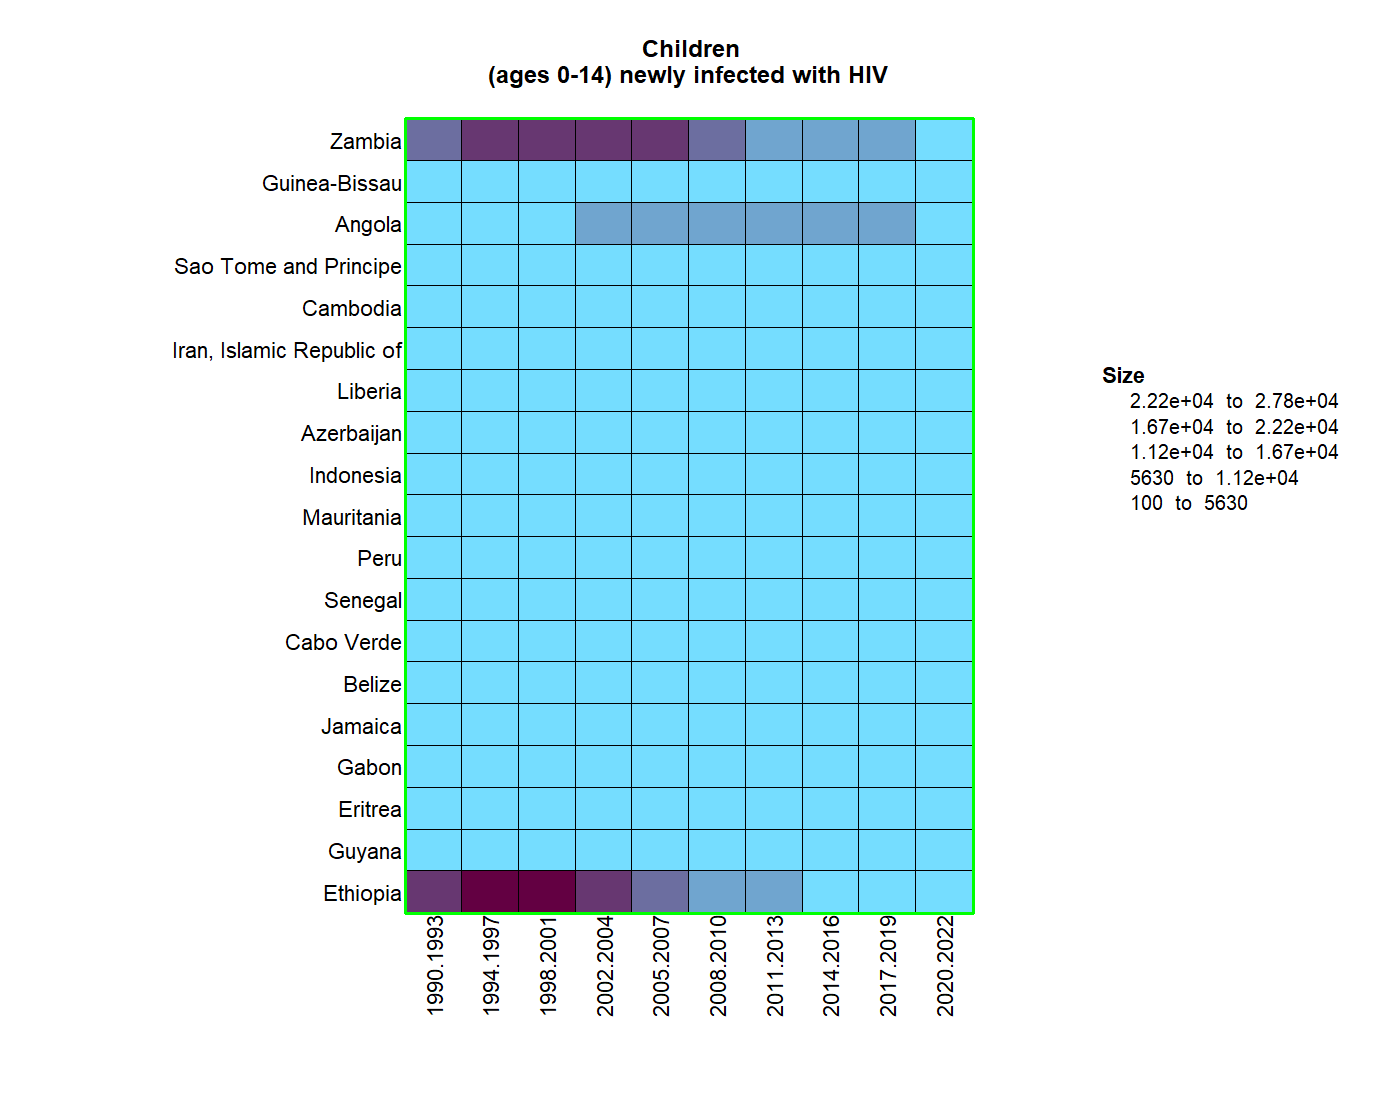 Children
(ages 0-14) newly infected with HIV
Zambia
Guinea-Bissau
Angola
Sao Tome and Principe
Cambodia
Iran, Islamic Republic of
Liberia
Azerbaijan
Indonesia
Mauritania
Peru
Senegal
Cabo Verde
Belize
Jamaica
Gabon
Eritrea
Guyana
Ethiopia
1990.1993
1994.1997
1998.2001
2002.2004
2005.2007
2008.2010
2011.2013
2014.2016
2017.2019
2020.2022
Size
2.22e+04 to 2.78e+04
1.67e+04 to 2.22e+04
1.12e+04 to 1.67e+04
5630 to 1.12e+04
100 to 5630